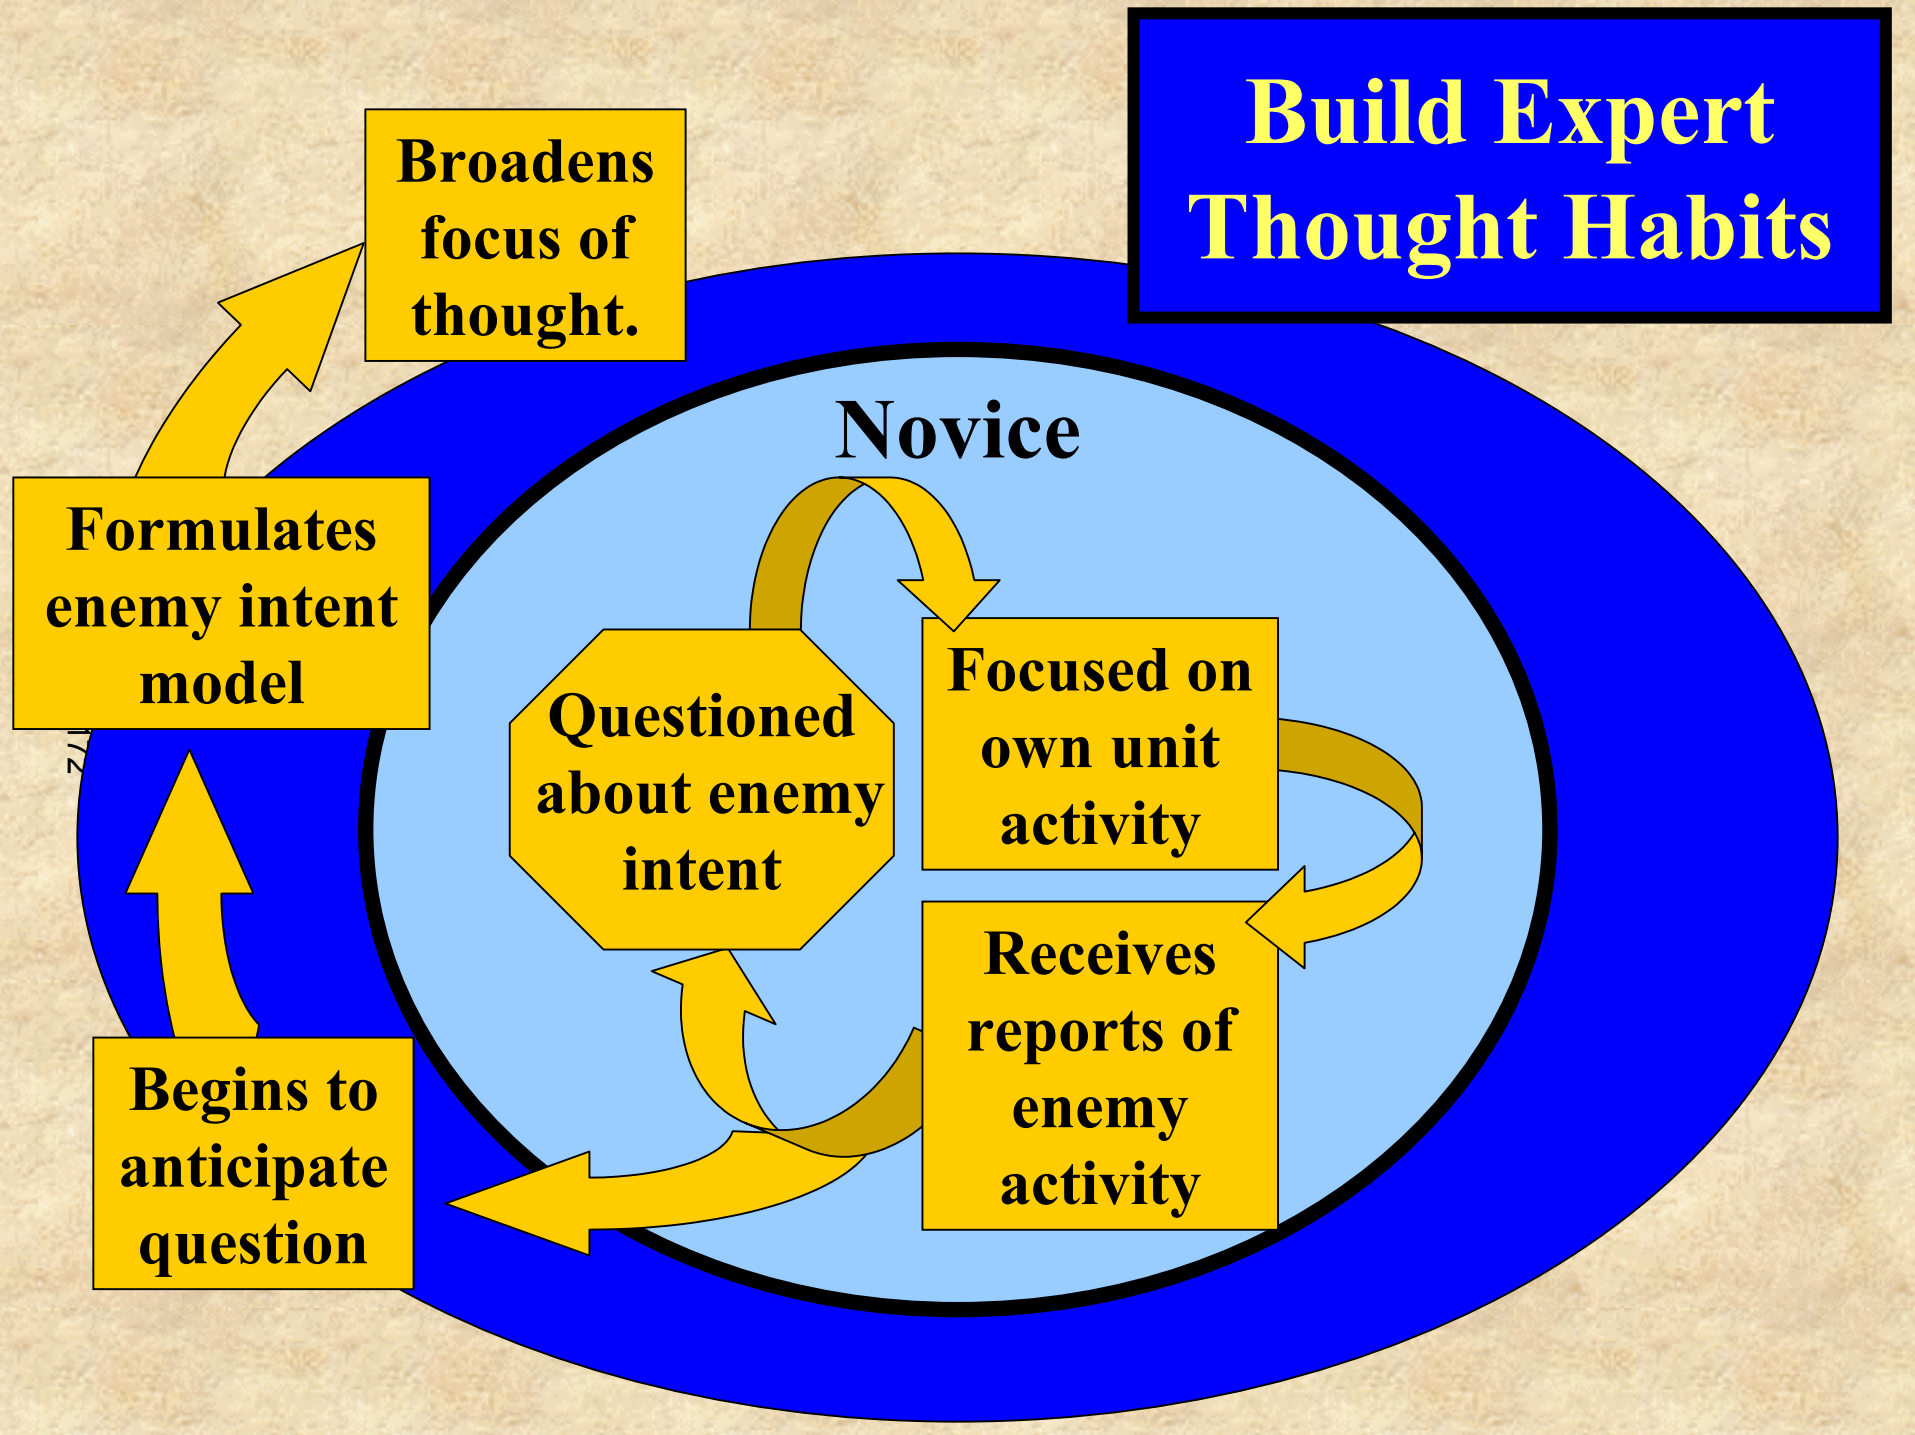 Build Expert
Thought Habits
Broadens
focus of
thought.
Novice
Formulates
enemy intent
model
Questioned
about enemy
intent
Focused on
own unit
activity
Receives
reports of
enemy
activity
Begins to
anticipate
question